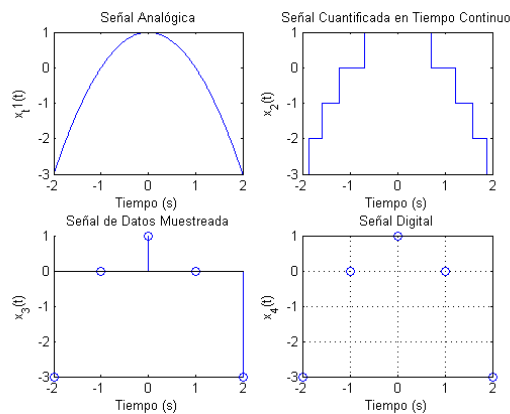 Señal Analógica
1
0
-1
-2
-3
-2 -1 0 1 2
x_t1(t)
Tiempo (s)
Señal Cuantificada en Tiempo Continuo
1
0
-1
-2
-3
-2 -1 0 1 2
x_2(t)
Tiempo (s)
Señal de Datos Muestreada
1
0
-1
-2
-3
-2 -1 0 1 2
x_3(t)
Tiempo (s)
Señal Digital
1
0
-1
-2
-3
-2 -1 0 1 2
x_4(t)
Tiempo (s)